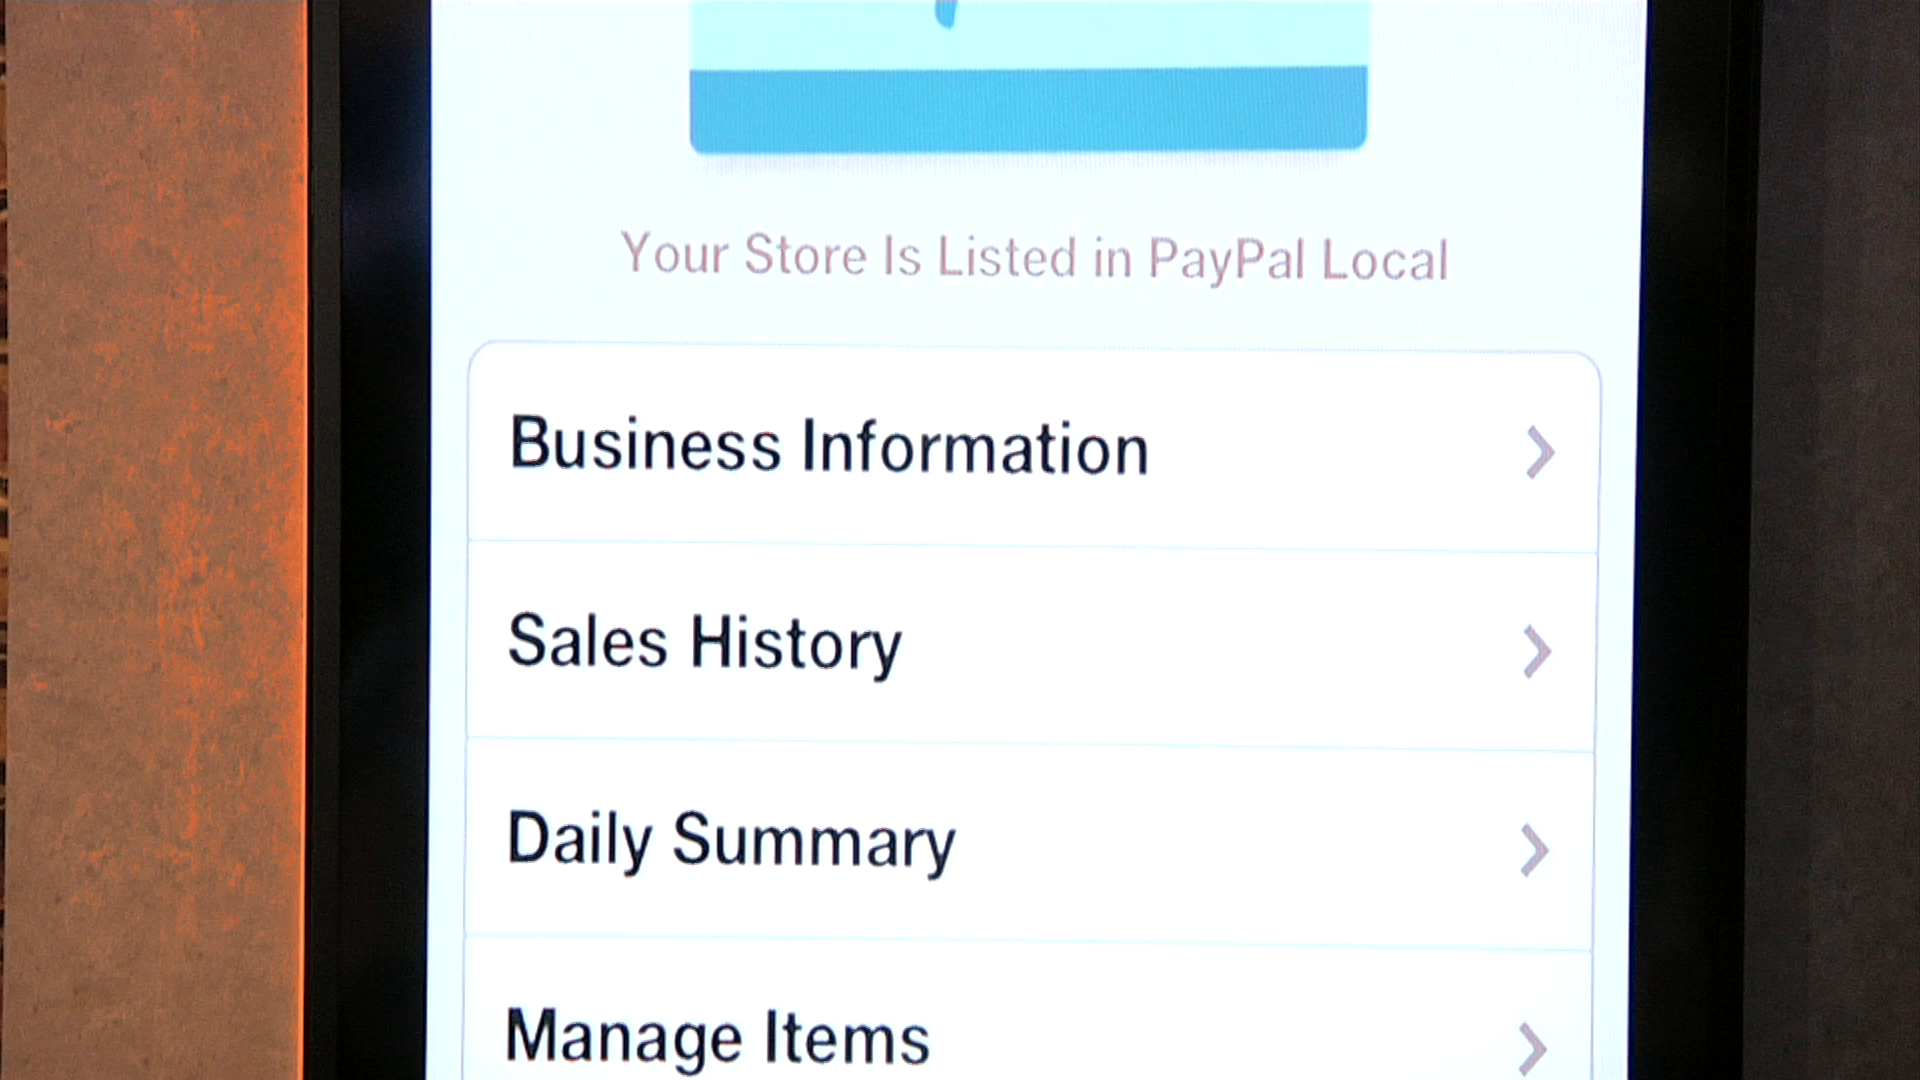 Your Store Is Listed in PayPal Local
Business Information
Sales History
Daily Summary
Manage Items